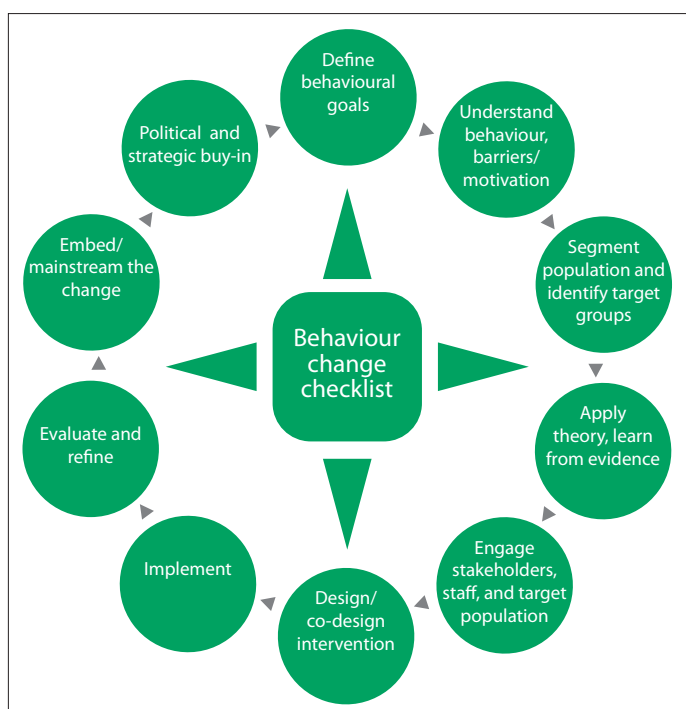 Define
behavioural
goals
Understand
behaviour,
barriers/
motivation
Segment
population and
identify target
groups
Apply
theory, learn
from evidence
Engage
stakeholders,
staff, and target
population
Design/
co-design
intervention
Implement
Evaluate and
refine
Embed/
mainstream the
change
Political and
strategic buy-in
Behaviour
change
checklist